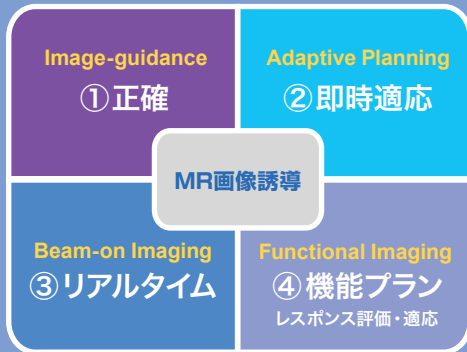 Image-guidance
①正確
Adaptive Planning
②即時適応
MR画像誘導
Beam-on Imaging
③リアルタイム
Functional Imaging
④機能プラン
レスポンス評価・適応